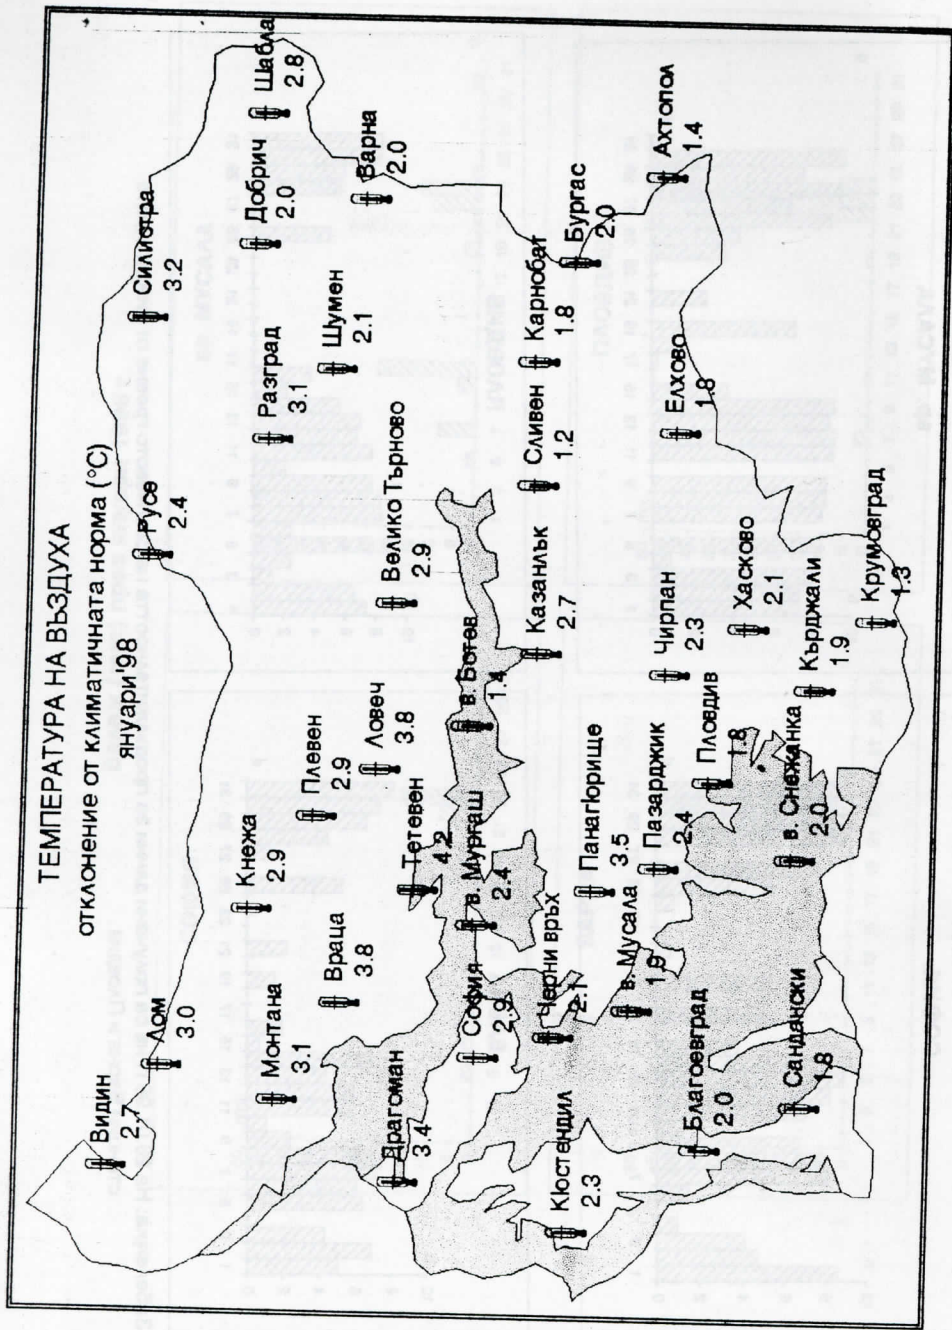 ТЕМПЕРАТУРА НА ВЪЗДУХА
отклонение от климатичната норма (°C)
януари'98
Видин
2.7
Лом
3.0
Русе
2.4
Силистра
3.2
Шабла
2.8
Добрич
2.0
Варна
2.0
Разград
3.1
Шумен
2.1
Кнежа
2.9
Монтана
3.1
Враца
3.8
Плевен
2.9
Ловеч
3.8
Велико Търново
2.9
Тетевен
4.2
Драгоман
3.4
София
2.9
в. Мургаш
2.4
в. Ботев
1.4
Казанлък
2.7
Сливен
1.2
Карнобат
1.8
Бургас
2.0
Ахтопол
1.4
Елхово
1.8
Кюстендил
2.3
Черни връх
2.1
Панагюрище
3.5
в. Мусала
1.9
Пазарджик
2.4
Пловдив
1.8
Чирпан
2.3
Хасково
2.1
Благоевград
2.0
Сандански
1.8
в. Снежанка
2.0
Кърджали
1.9
Крумовград
1.3